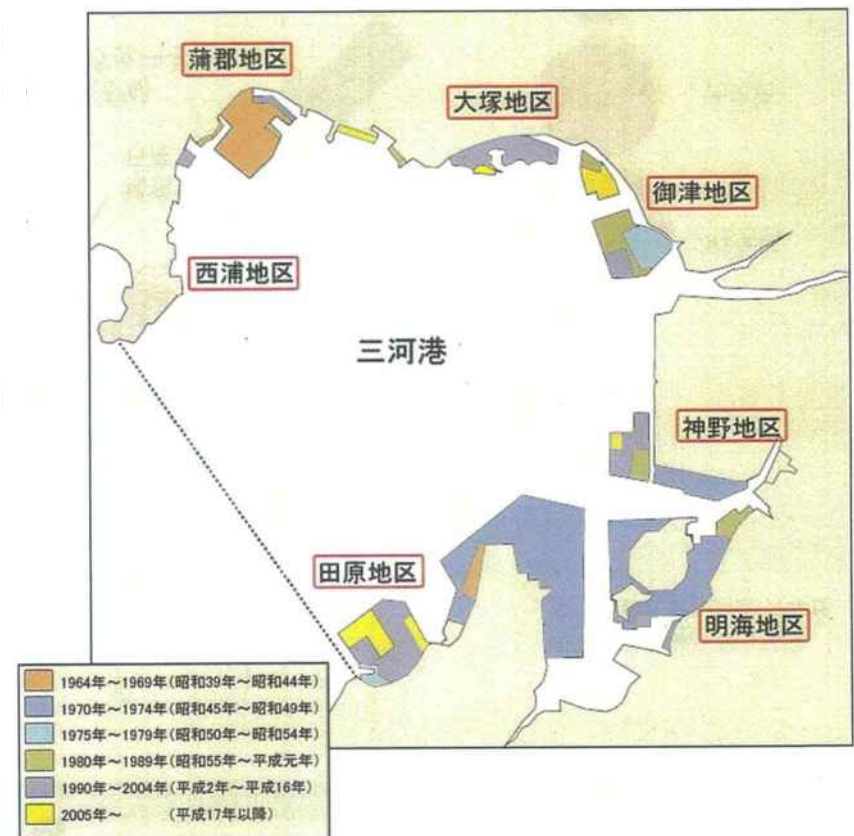 蒲郡地区
大塚地区
御津地区
西浦地区
三河港
神野地区
田原地区
明海地区
1964年～1969年(昭和39年～昭和44年)
1970年～1974年(昭和45年～昭和49年)
1975年～1979年(昭和50年～昭和54年)
1980年～1989年(昭和55年～平成元年)
1990年～2004年(平成2年～平成16年)
2005年～ (平成17年以降)